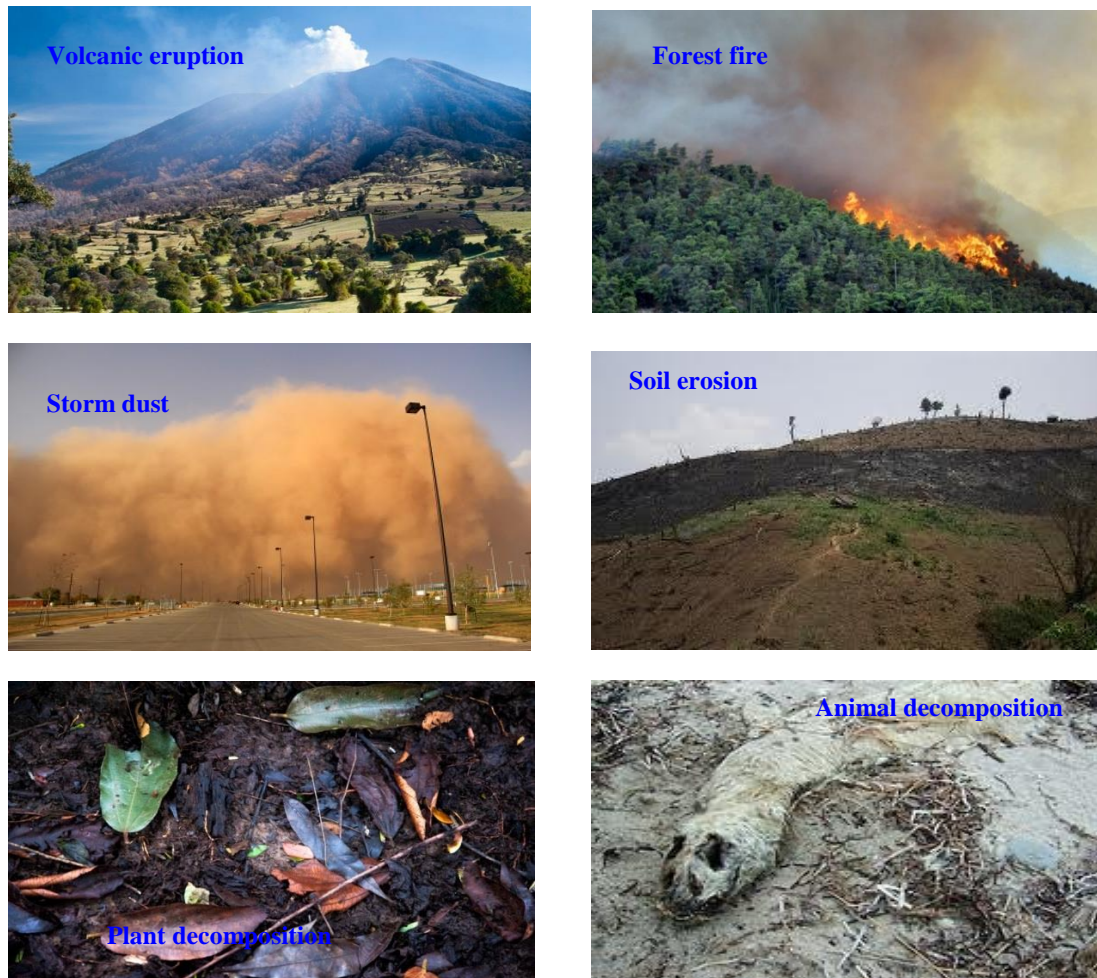 Volcanic eruption
Forest fire
Storm dust
Soil erosion
Plant decomposition
Animal decomposition